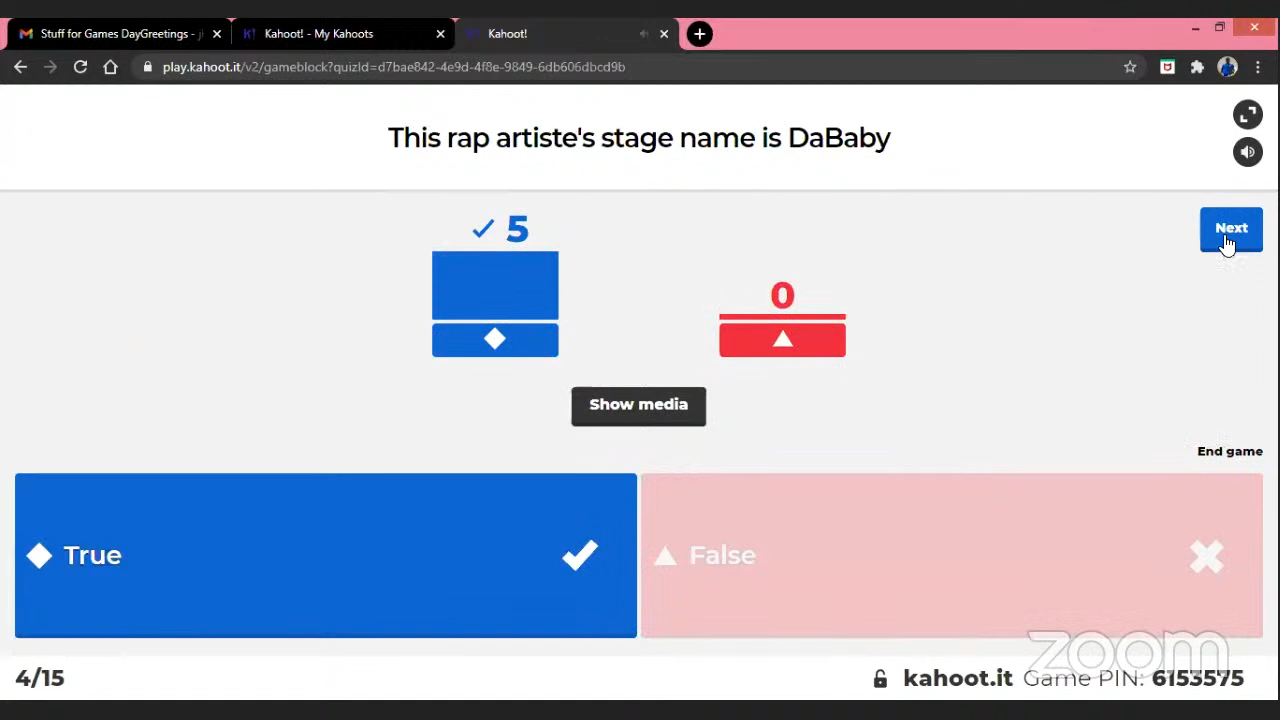 Stuff for Games DayGreetings -
Kahoot! - My Kahoots
Kahoot!
play.kahoot.it/v2/gameblock?quizId=d7bae842-4e9d-4f8e-9849-6db606dbcd9b
This rap artiste's stage name is DaBaby
5
0
Next
Show media
End game
True
False
zoom
4/15
kahoot.it Game PIN: 6153575